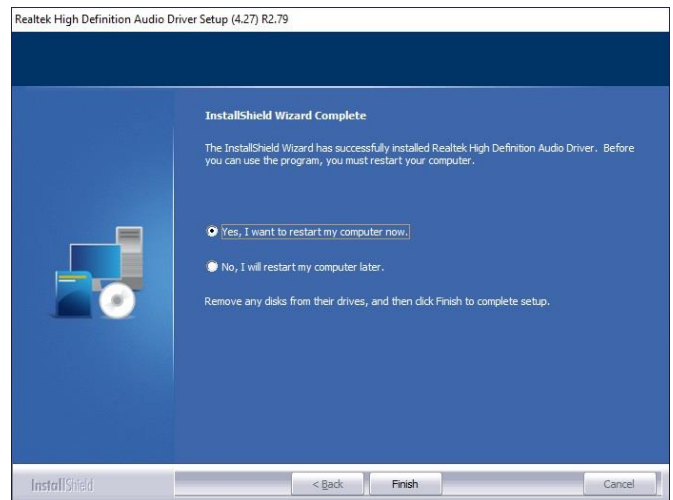 Realtek High Definition Audio Driver Setup (4.27) R2.79
InstallShield Wizard Complete
The InstallShield Wizard has successfully installed Realtek High Definition Audio Driver. Before
you can use the program, you must restart your computer.
Yes, I want to restart my computer now.
No, I will restart my computer later.
Remove any disks from their drives, and then click Finish to complete setup.
InstallShield
< Back
Finish
Cancel